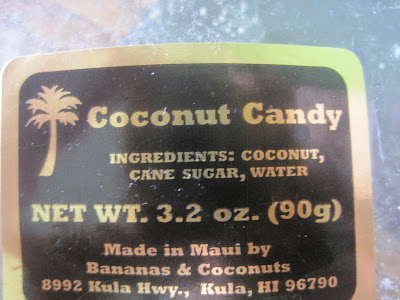 Coconut Candy
INGREDIENTS: COCONUT,
CANE SUGAR, WATER
NET WT. 3.2 oz. (90g)
Made in Maui by
Bananas & Coconuts
8992 Kula Hwy., Kula, HI 96790